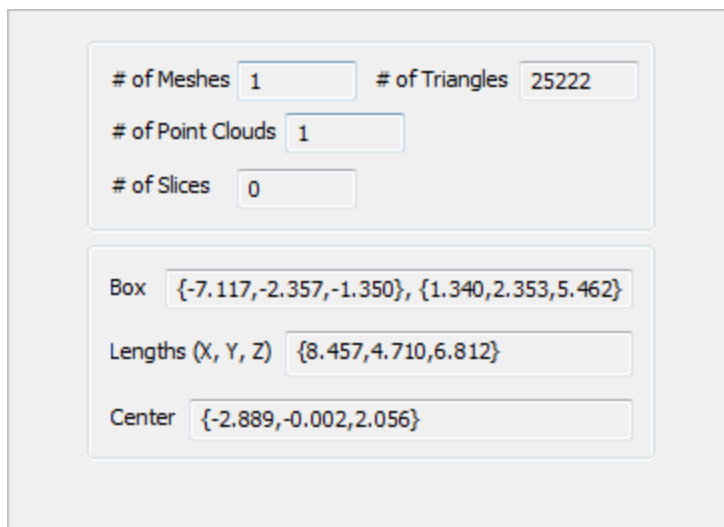 # of Meshes 1 # of Triangles 25222
# of Point Clouds 1
# of Slices 0
Box {-7.117,-2.357,-1.350}, {1.340,2.353,5.462}
Lengths (X, Y, Z) {8.457,4.710,6.812}
Center {-2.889,-0.002,2.056}